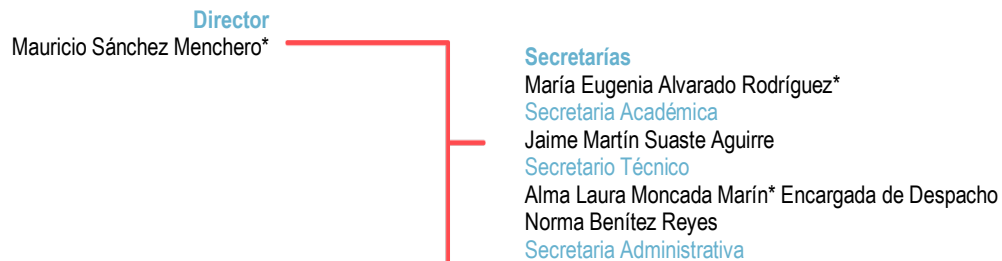 Director
Mauricio Sánchez Menchero*
Secretarías
María Eugenia Alvarado Rodríguez*
Secretaria Académica
Jaime Martín Suaste Aguirre
Secretario Técnico
Alma Laura Moncada Marín* Encargada de Despacho
Norma Benítez Reyes
Secretaria Administrativa